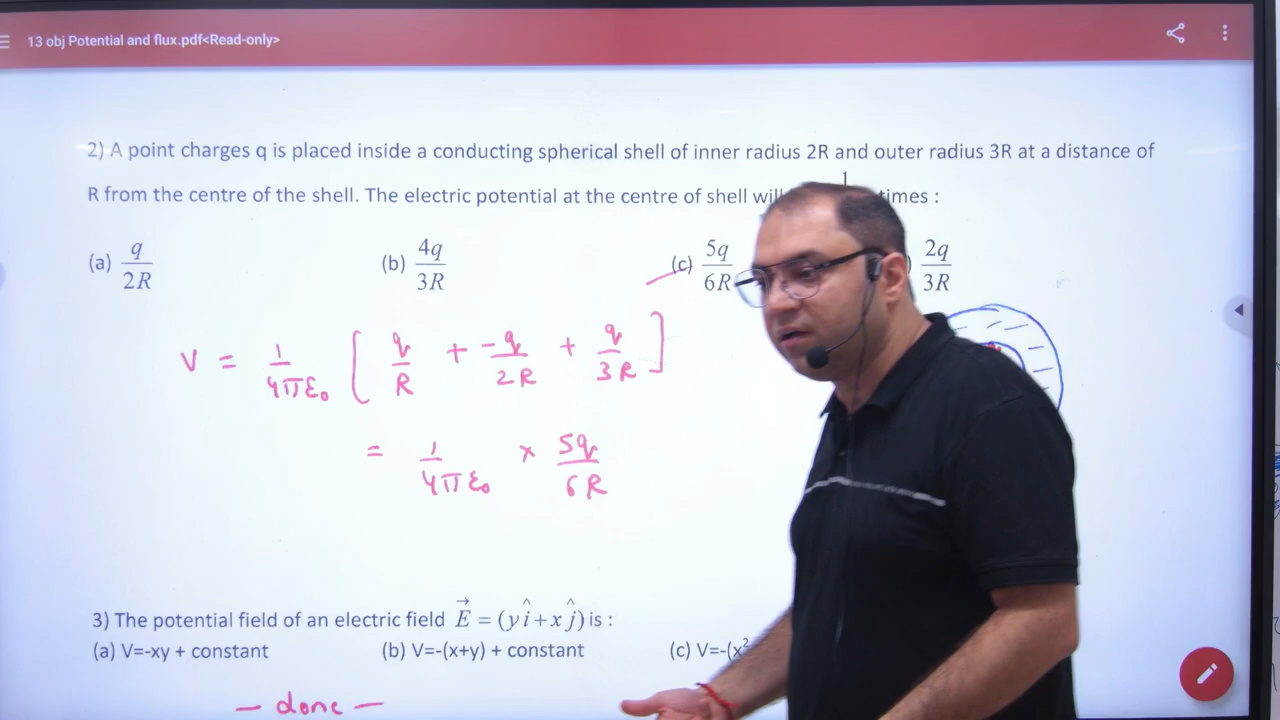 13 obj Potential and flux.pdf<Read-only>
2) A point charges q is placed inside a conducting spherical shell of inner radius 2R and outer radius 3R at a distance of
R from the centre of the shell. The electric potential at the centre of shell will 1 times :
(a) q/2R (b) 4q/3R (c) 5q/6R ) 2q/3R
V = 1/4πε₀ [ q/R + -q/2R + q/3R ]
= 1/4πε₀ × 5q/6R
3) The potential field of an electric field E⃗ = (y î + x ĵ) is :
(a) V=-xy + constant (b) V=-(x+y) + constant (c) V=-(x²
— done —